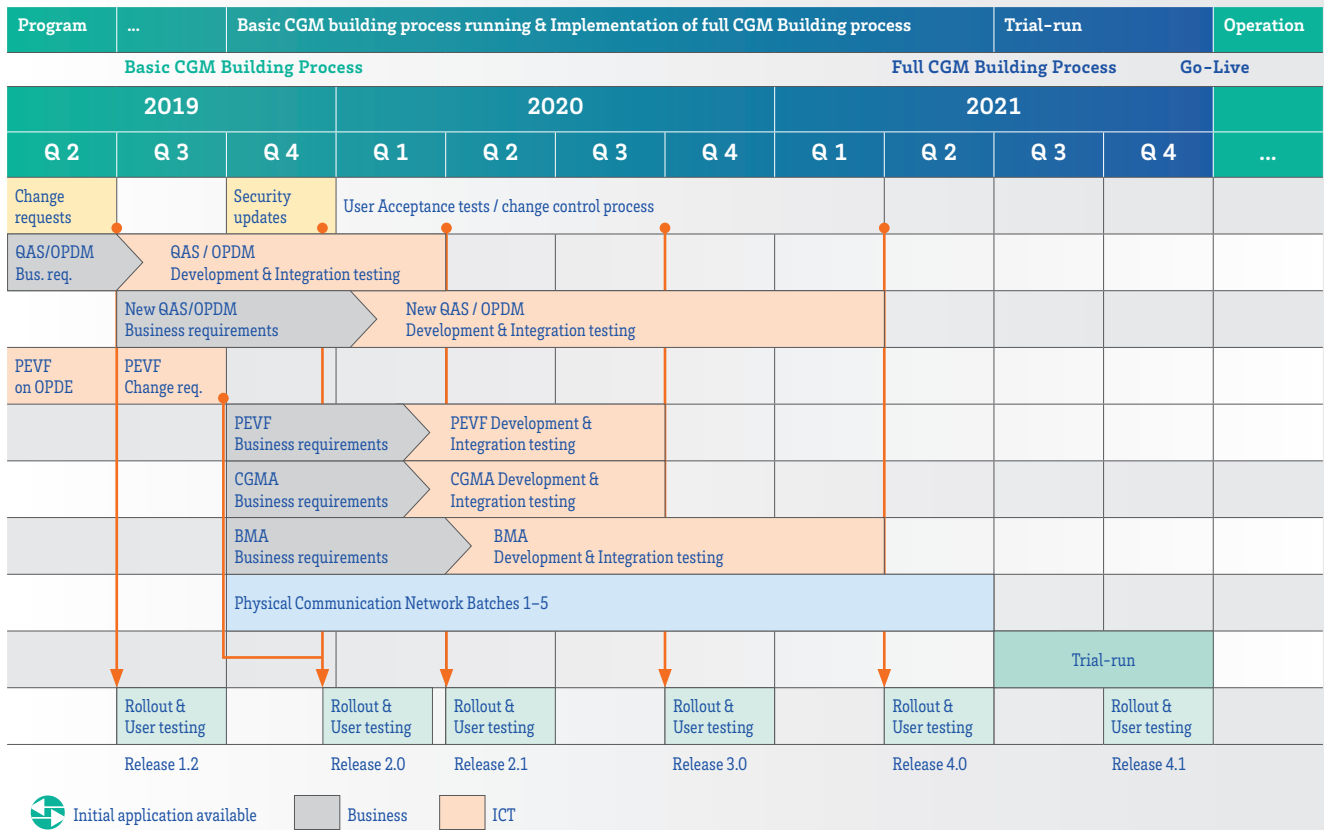 Program
...
Basic CGM building process running & Implementation of full CGM Building process
Trial-run
Operation
Basic CGM Building Process
Full CGM Building Process
Go-Live
2019
2020
2021
Q 2
Q 3
Q 4
Q 1
Q 2
Q 3
Q 4
Q 1
Q 2
Q 3
Q 4
...
Change
requests
Security
updates
User Acceptance tests / change control process
QAS/OPDM
Bus. req.
QAS / OPDM
Development & Integration testing
New QAS/OPDM
Business requirements
New QAS / OPDM
Development & Integration testing
PEVF
on OPDE
PEVF
Change req.
PEVF
Business requirements
PEVF Development &
Integration testing
CGMA
Business requirements
CGMA Development &
Integration testing
BMA
Business requirements
BMA
Development & Integration testing
Physical Communication Network Batches 1–5
Trial-run
Rollout &
User testing
Rollout &
User testing
Rollout &
User testing
Rollout &
User testing
Rollout &
User testing
Rollout &
User testing
Release 1.2
Release 2.0
Release 2.1
Release 3.0
Release 4.0
Release 4.1
Initial application available
Business
ICT